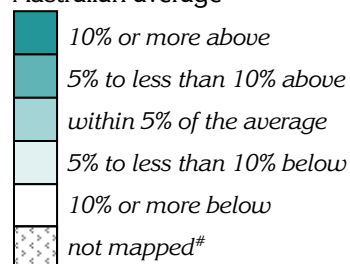 Australian average
10% or more above
5% to less than 10% above
within 5% of the average
5% to less than 10% below
10% or more below
not mapped#